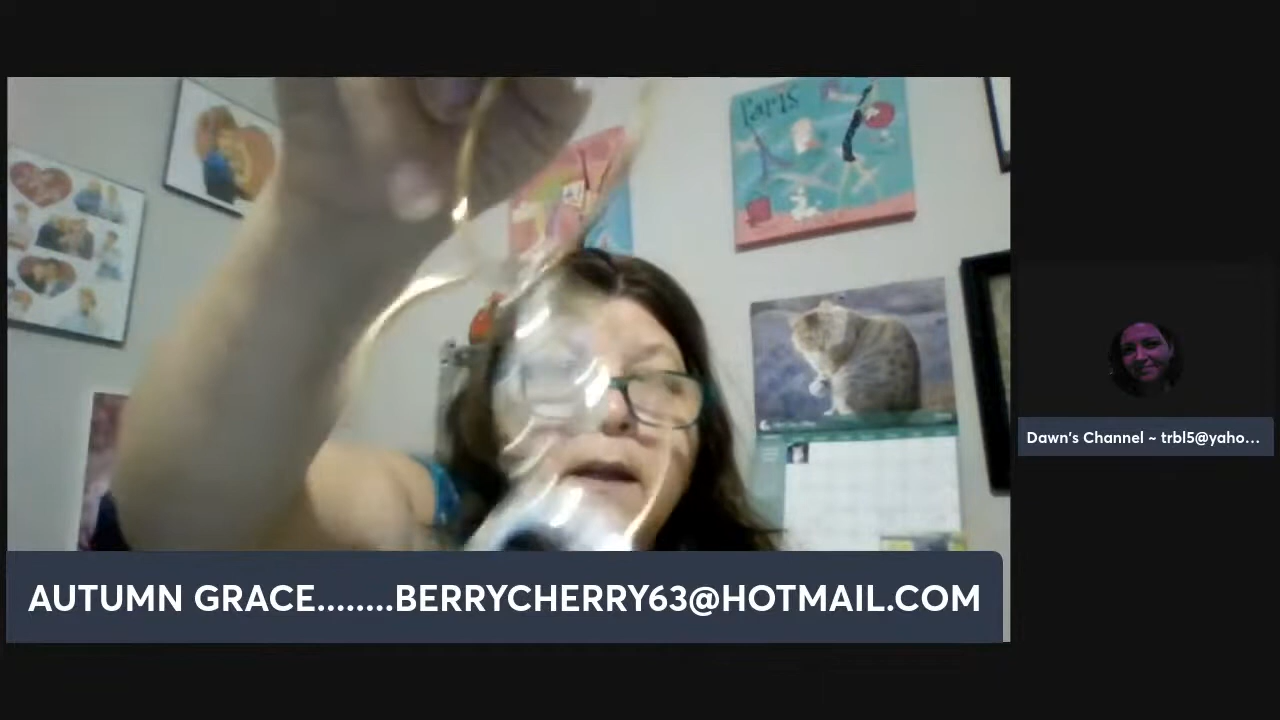 Paris
AUTUMN GRACE........BERRYCHERRY63@HOTMAIL.COM
Dawn's Channel ~ trbl5@yaho...